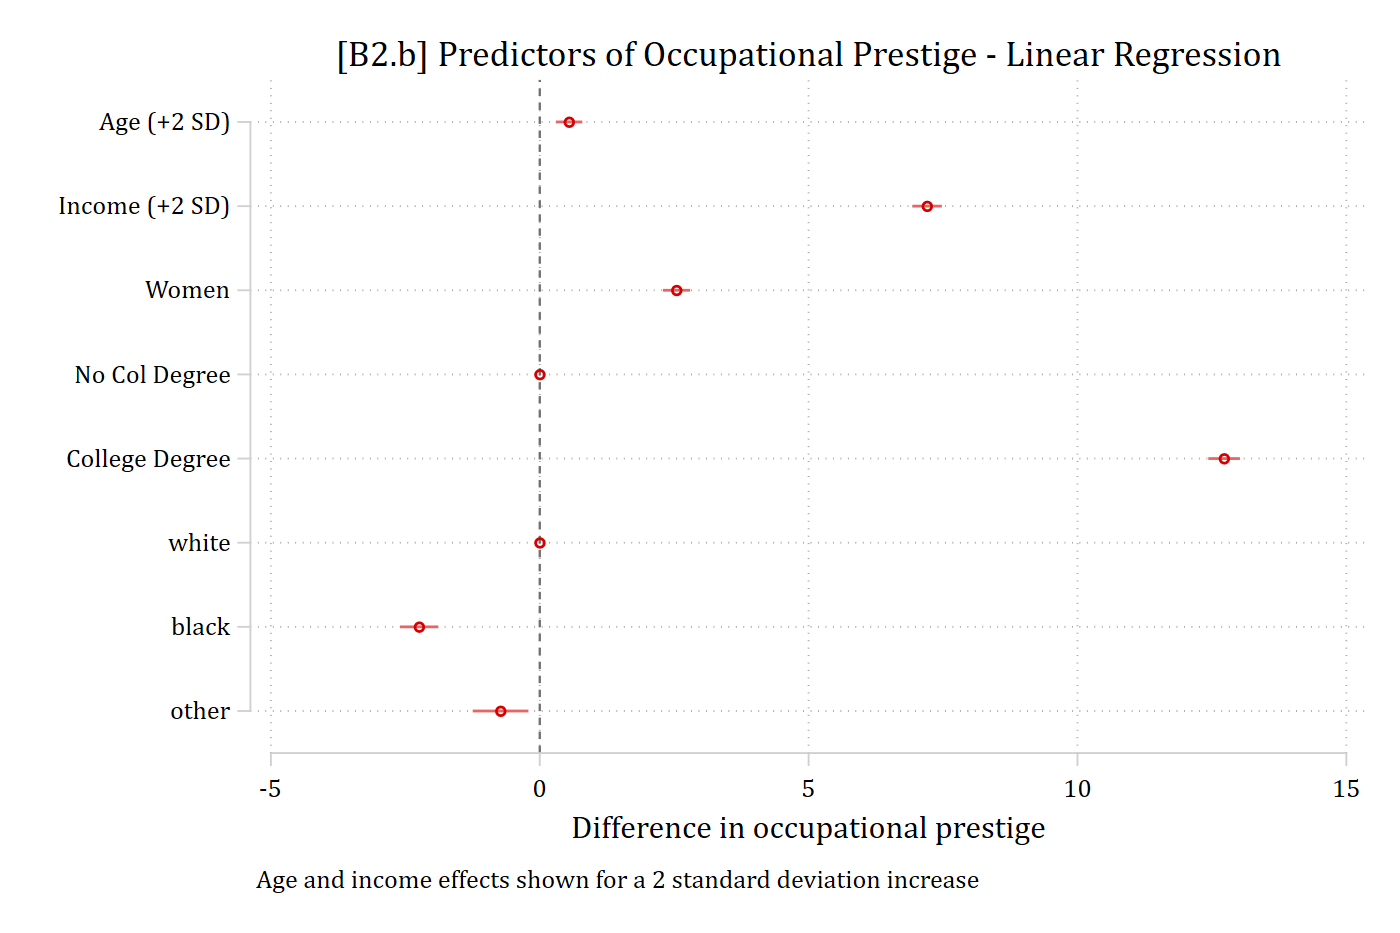 [B2.b] Predictors of Occupational Prestige - Linear Regression
Age (+2 SD)
Income (+2 SD)
Women
No Col Degree
College Degree
white
black
other
-5 0 5 10 15
Difference in occupational prestige
Age and income effects shown for a 2 standard deviation increase